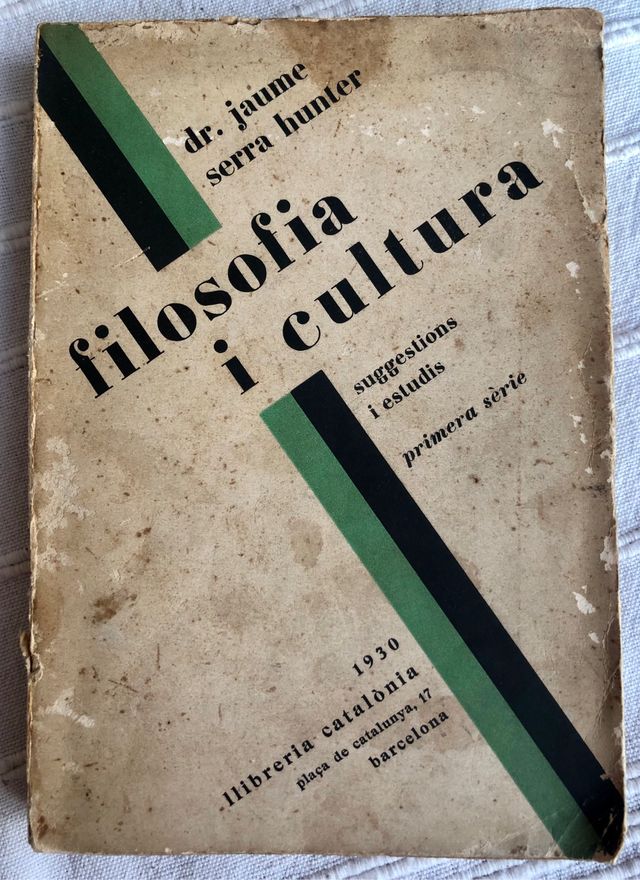 dr. jaume
serra hunter
filosofia
i cultura
suggestions
i estudis
primera sèrie
1930
llibreria catalònia
plaça de catalunya, 17
barcelona